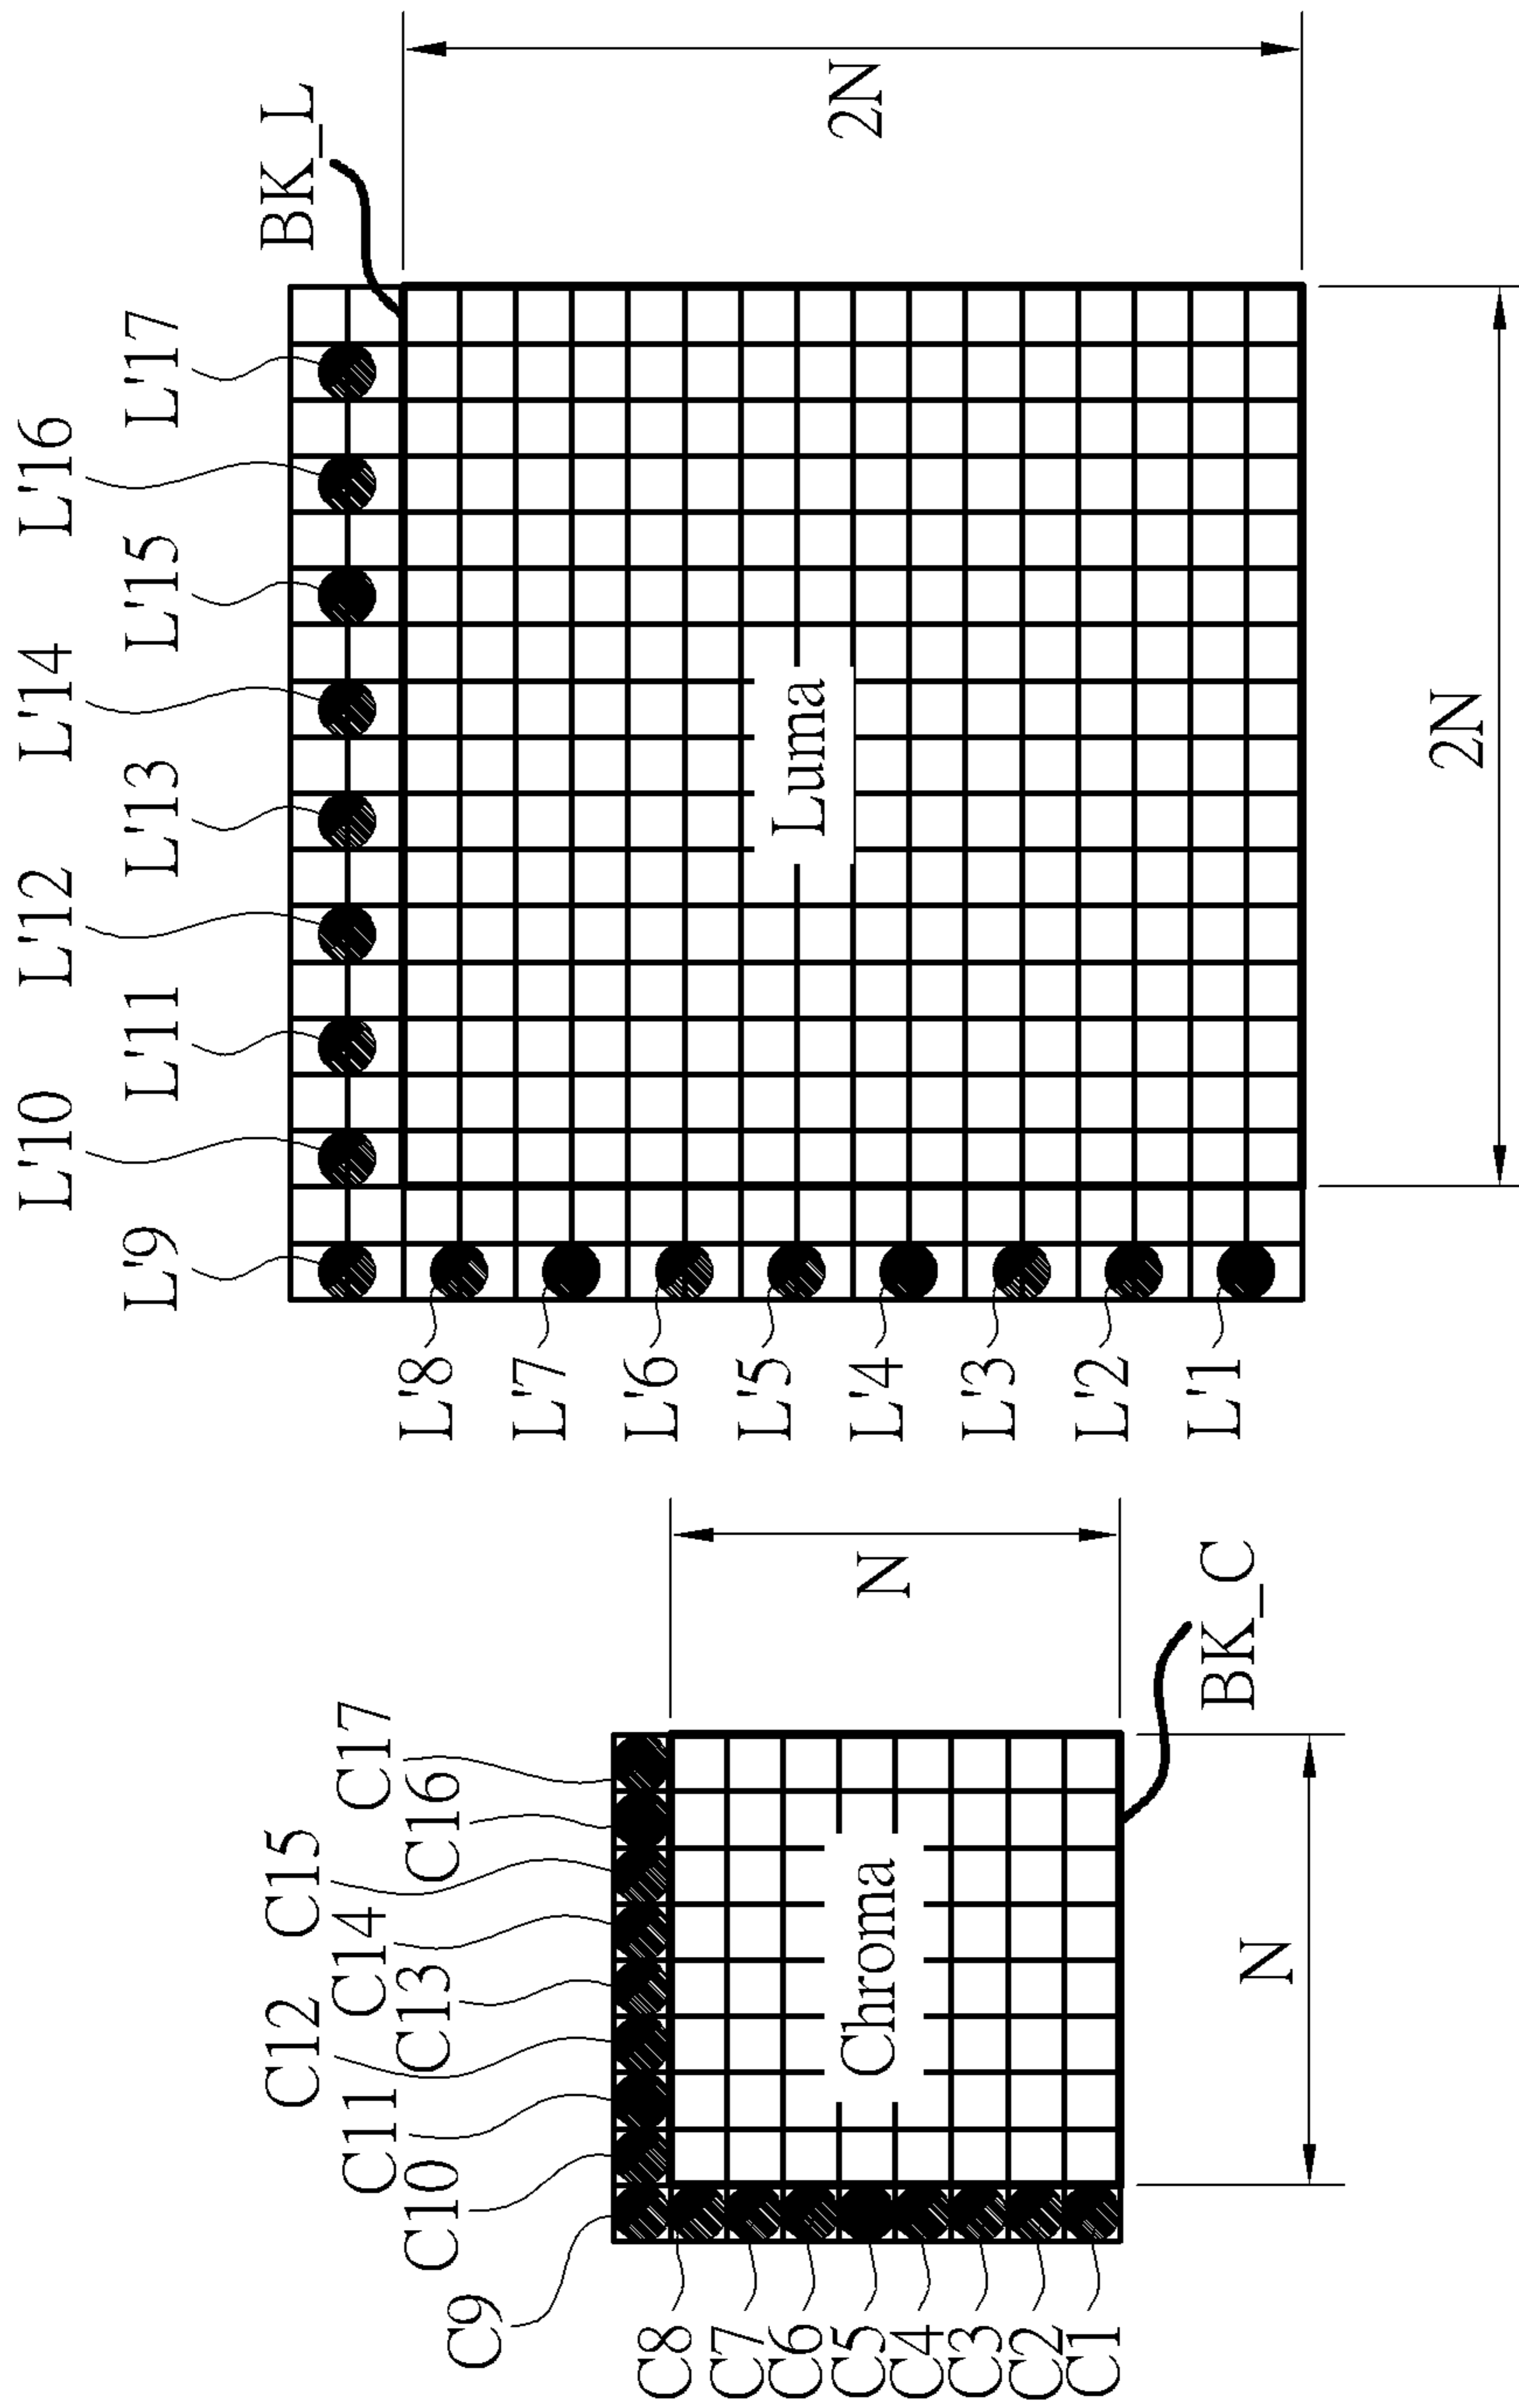 C9
C10
C11
C12
C13
C14
C15
C16
C17
C8
C7
C6
C5
C4
C3
C2
C1
Chroma
N
N
BK_C
L'9
L'10
L'11
L'12
L'13
L'14
L'15
L'16
L'17
BK_L
L'8
L'7
L'6
L'5
L'4
L'3
L'2
L'1
Luma
2N
2N